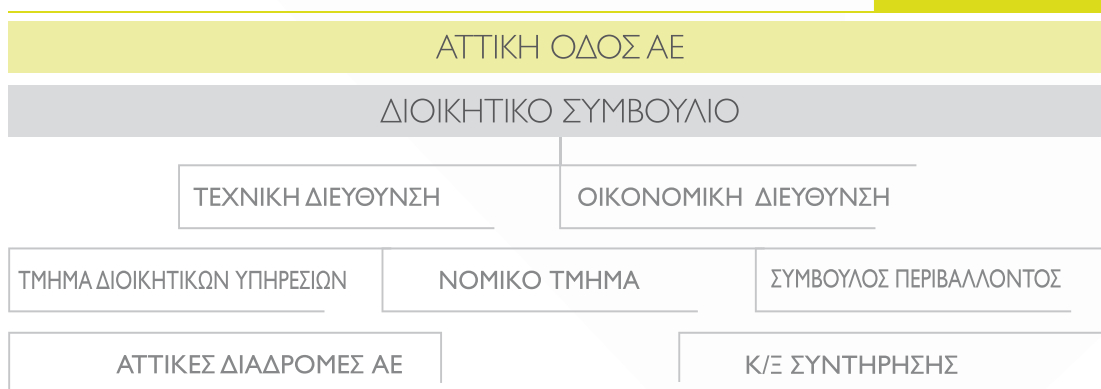 ΑΤΤΙΚΗ ΟΔΟΣ ΑΕ
ΔΙΟΙΚΗΤΙΚΟ ΣΥΜΒΟΥΛΙΟ
ΤΕΧΝΙΚΗ ΔΙΕΥΘΥΝΣΗ
ΟΙΚΟΝΟΜΙΚΗ ΔΙΕΥΘΥΝΣΗ
ΤΜΗΜΑ ΔΙΟΙΚΗΤΙΚΩΝ ΥΠΗΡΕΣΙΩΝ
ΝΟΜΙΚΟ ΤΜΗΜΑ
ΣΥΜΒΟΥΛΟΣ ΠΕΡΙΒΑΛΛΟΝΤΟΣ
ΑΤΤΙΚΕΣ ΔΙΑΔΡΟΜΕΣ ΑΕ
Κ/Ξ ΣΥΝΤΗΡΗΣΗΣ